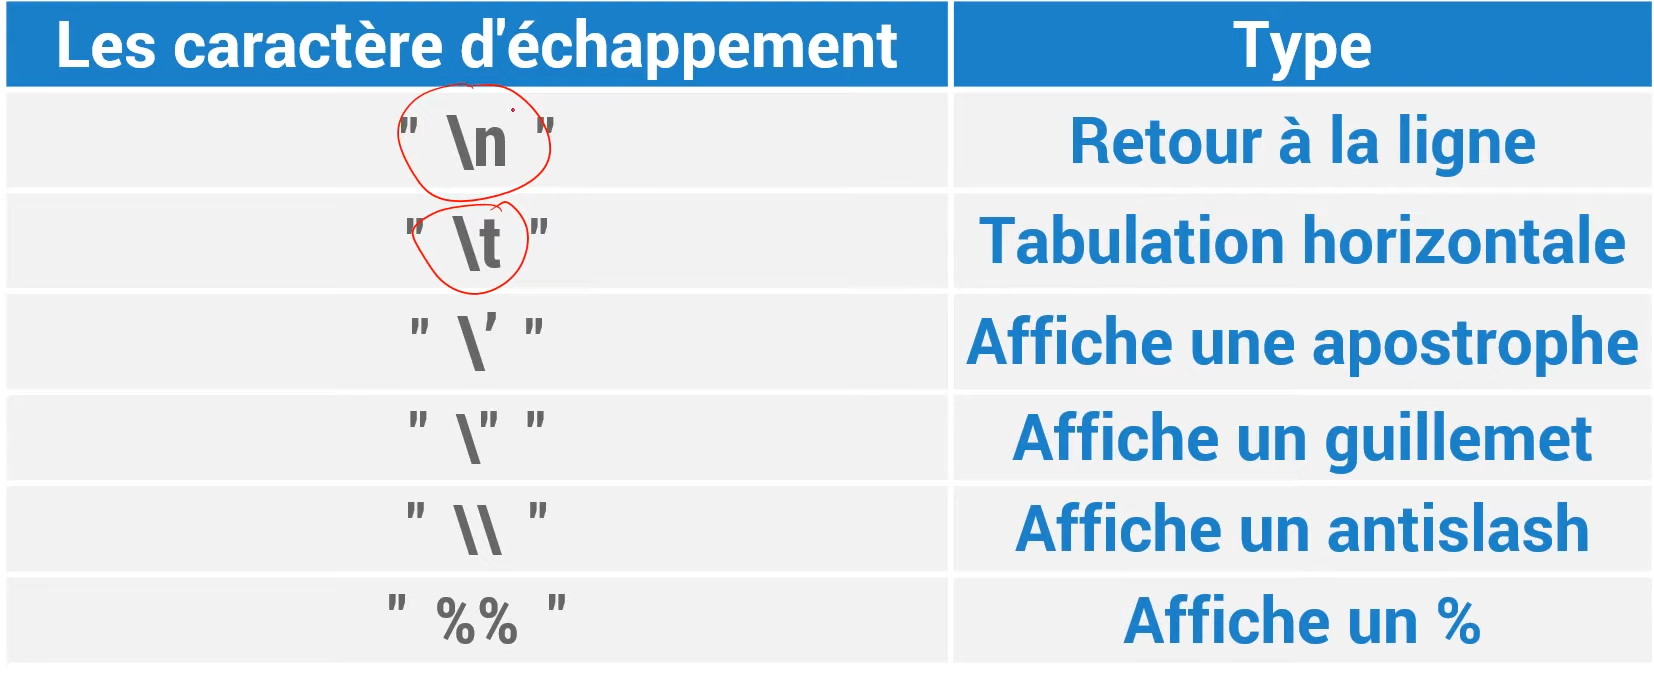 Les caractère d'échappement Type
" \n " Retour à la ligne
" \t " Tabulation horizontale
" \' " Affiche une apostrophe
" \" " Affiche un guillemet
" \\ " Affiche un antislash
" %% " Affiche un %